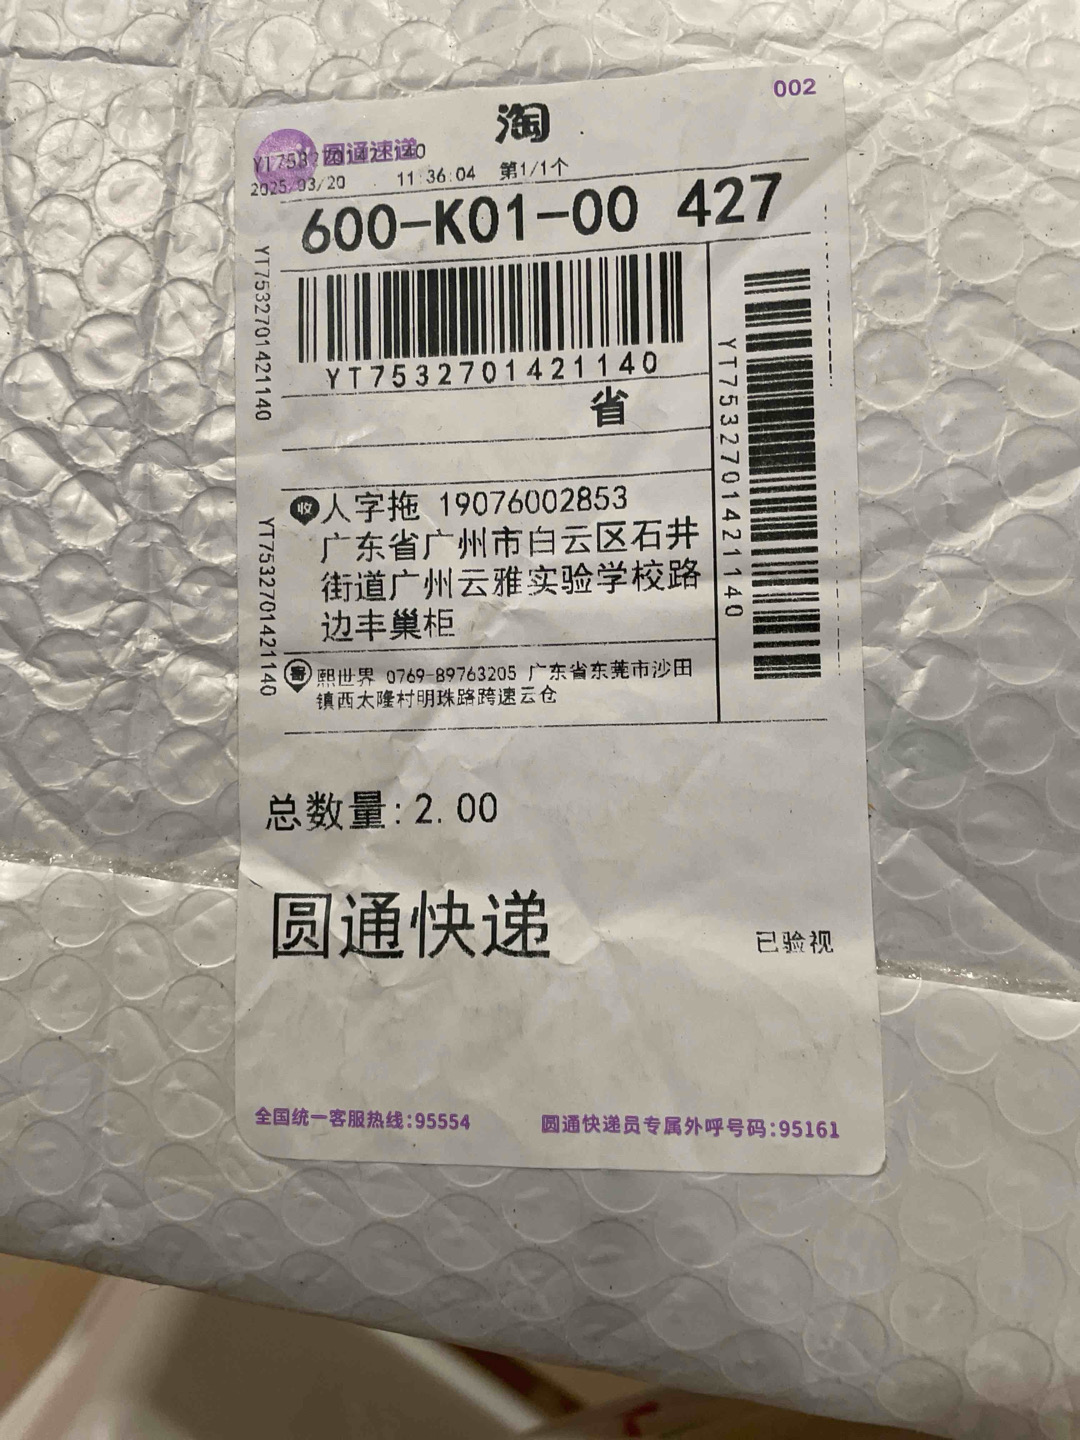 002
淘
圆通速递
YT7532701421140
2025/03/20 11:36:04 第1/1个
600-K01-00 427
YT7532701421140
YT7532701421140
省
YT7532701421140
收 人字拖 19076002853
广东省广州市白云区石井
街道广州云雅实验学校路
边丰巢柜
YT7532701421140
寄 熙世界 0769-89763205 广东省东莞市沙田
镇西太隆村明珠路跨速云仓
总数量:2.00
圆通快递
已验视
全国统一客服热线:95554
圆通快递员专属外呼号码:95161